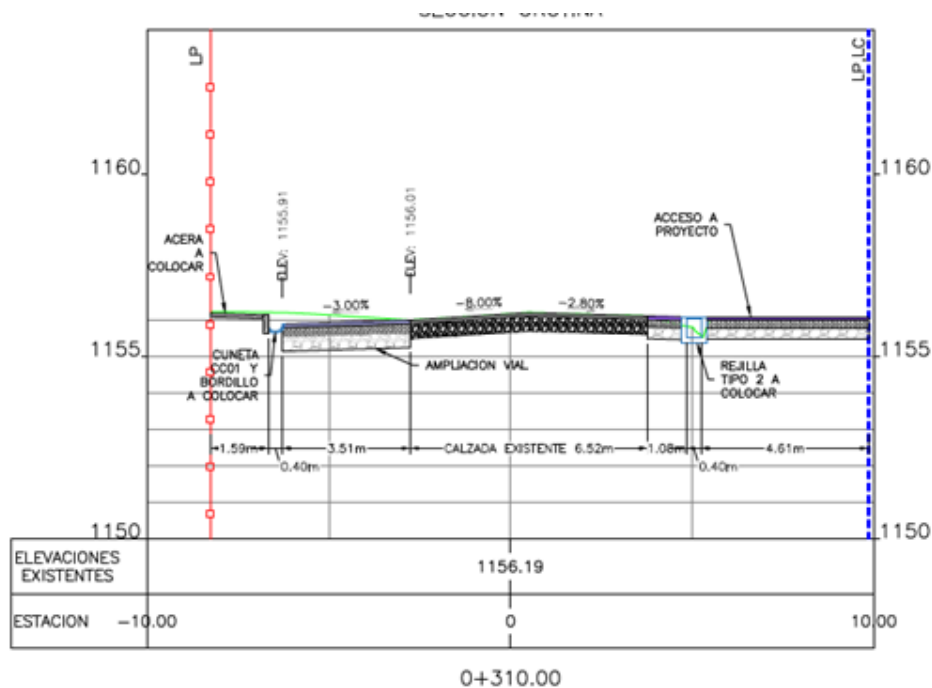 LP
LP LC
1160
1160
ELEV: 1155.91
ELEV: 1156.01
ACERA
A
COLOCAR
ACCESO A
PROYECTO
-3.00%
-8.00%
-2.80%
1155
1155
CUNETA
CC01 Y
BORDILLO
A COLOCAR
AMPLIACION VIAL
REJILLA
TIPO 2 A
COLOCAR
1.59m
0.40m
3.51m
CALZADA EXISTENTE 6.52m
1.08m
0.40m
4.61m
1150
1150
ELEVACIONES
EXISTENTES
1156.19
ESTACION
-10.00
0
10.00
0+310.00